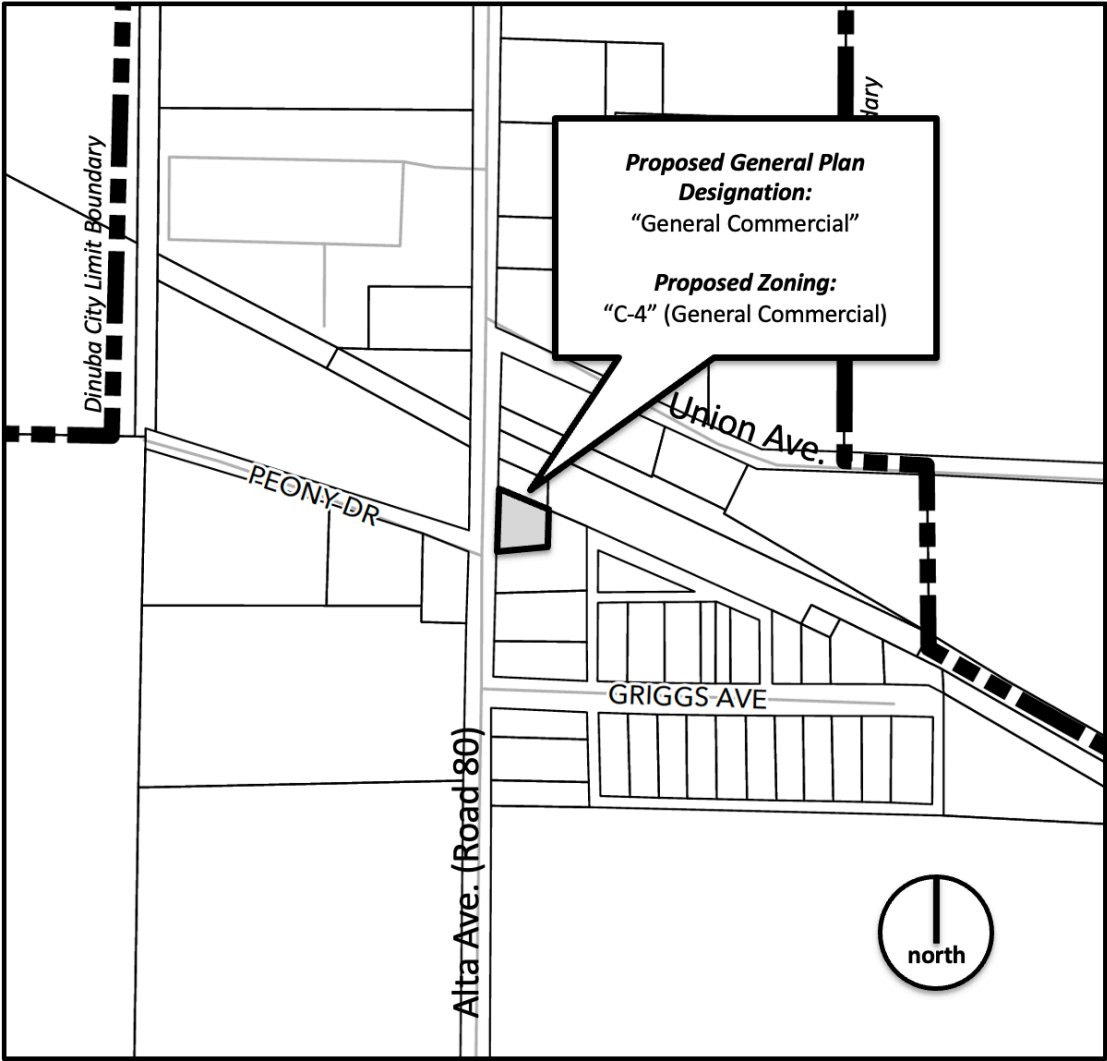 Proposed General Plan
Designation:
“General Commercial”
Proposed Zoning:
“C-4” (General Commercial)
Dinuba City Limit Boundary
Union Ave.
PEONY DR
GRIGGS AVE
Alta Ave. (Road 80)
north